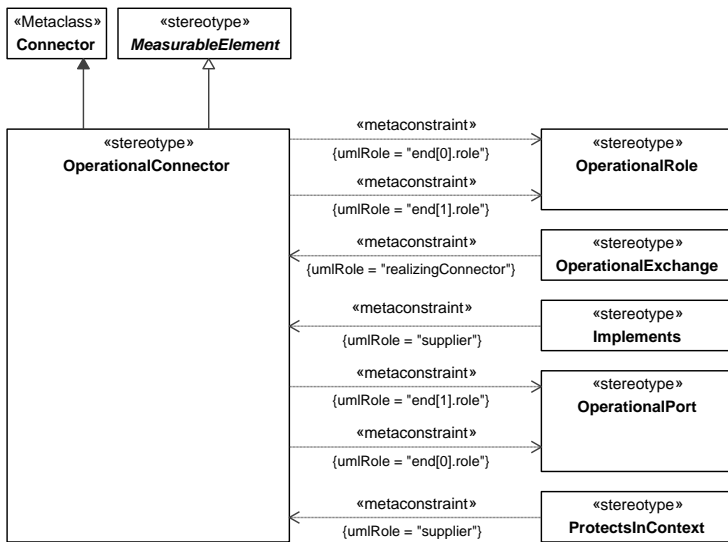 «Metaclass»
Connector
«stereotype»
MeasurableElement
«stereotype»
OperationalConnector
«metaconstraint»
{umlRole = "end[0].role"}
«metaconstraint»
{umlRole = "end[1].role"}
«stereotype»
OperationalRole
«metaconstraint»
{umlRole = "realizingConnector"}
«stereotype»
OperationalExchange
«metaconstraint»
{umlRole = "supplier"}
«stereotype»
Implements
«metaconstraint»
{umlRole = "end[1].role"}
«metaconstraint»
{umlRole = "end[0].role"}
«stereotype»
OperationalPort
«metaconstraint»
{umlRole = "supplier"}
«stereotype»
ProtectsInContext